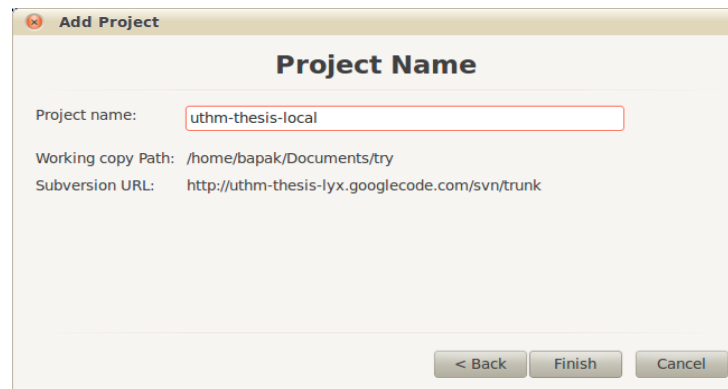 Add Project
Project Name
Project name: uthm-thesis-local
Working copy Path: /home/bapak/Documents/try
Subversion URL: http://uthm-thesis-lyx.googlecode.com/svn/trunk
< Back Finish Cancel